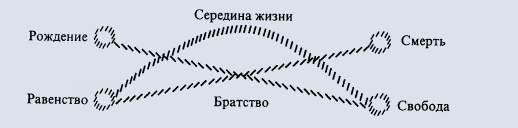 Середина жизни
Рождение
Смерть
Равенство
Братство
Свобода